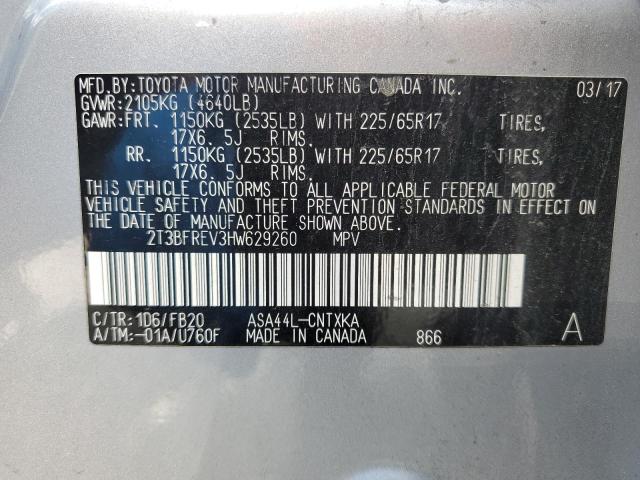 MFD.BY:TOYOTA MOTOR MANUFACTURING CANADA INC. 03/17
GVWR:2105KG (4640LB)
GAWR:FRT. 1150KG (2535LB) WITH 225/65R17 TIRES,
17X6. 5J RIMS.
RR. 1150KG (2535LB) WITH 225/65R17 TIRES,
17X6. 5J RIMS.
THIS VEHICLE CONFORMS TO ALL APPLICABLE FEDERAL MOTOR
VEHICLE SAFETY AND THEFT PREVENTION STANDARDS IN EFFECT ON
THE DATE OF MANUFACTURE SHOWN ABOVE.
2T3BFREV3HW629260 MPV
C/TR:1D6/FB20 ASA44L-CNTXKA A
A/TM:-01A/U760F MADE IN CANADA 866